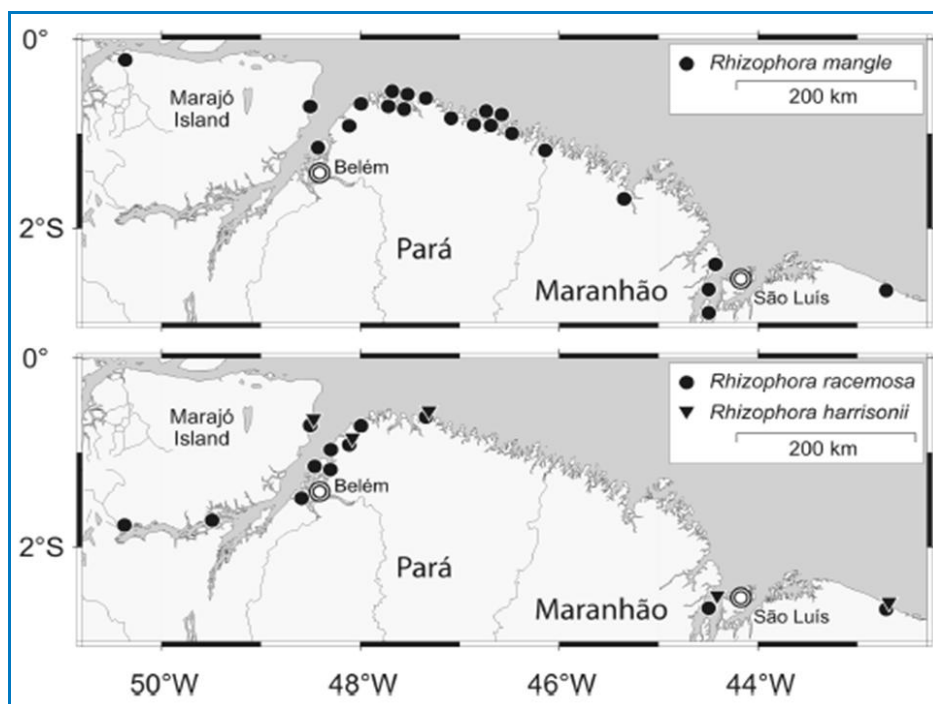 0°
Rhizophora mangle
200 km
Marajó
Island
Belém
2°S
Pará
Maranhão
São Luís
0°
Rhizophora racemosa
Rhizophora harrisonii
200 km
Marajó
Island
Belém
2°S
Pará
Maranhão
São Luís
50°W 48°W 46°W 44°W